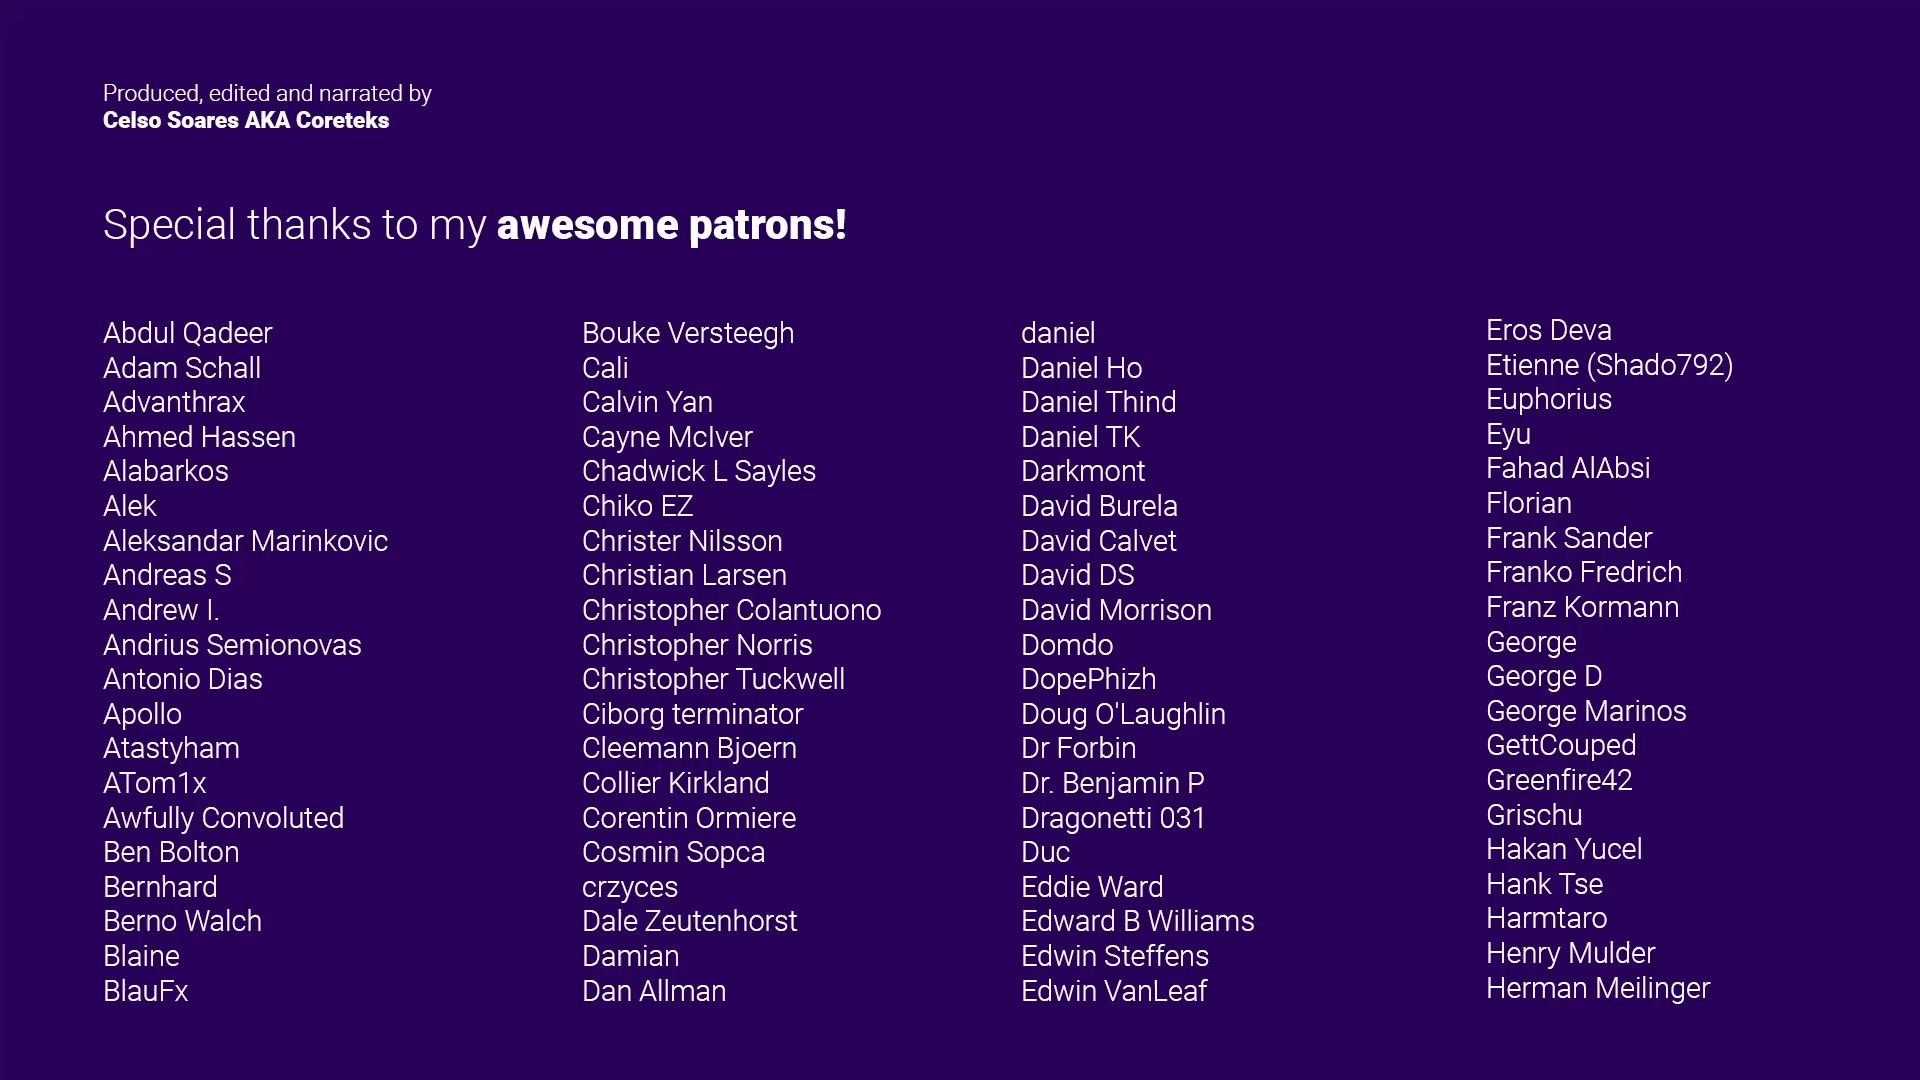 Produced, edited and narrated by
Celso Soares AKA Coreteks
Special thanks to my awesome patrons!
Abdul Qadeer
Adam Schall
Advanthrax
Ahmed Hassen
Alabarkos
Alek
Aleksandar Marinkovic
Andreas S
Andrew I.
Andrius Semionovas
Antonio Dias
Apollo
Atastyham
ATom1x
Awfully Convoluted
Ben Bolton
Bernhard
Berno Walch
Blaine
BlauFx
Bouke Versteegh
Cali
Calvin Yan
Cayne McIver
Chadwick L Sayles
Chiko EZ
Christer Nilsson
Christian Larsen
Christopher Colantuono
Christopher Norris
Christopher Tuckwell
Ciborg terminator
Cleemann Bjoern
Collier Kirkland
Corentin Ormiere
Cosmin Sopca
crzyces
Dale Zeutenhorst
Damian
Dan Allman
daniel
Daniel Ho
Daniel Thind
Daniel TK
Darkmont
David Burela
David Calvet
David DS
David Morrison
Domdo
DopePhizh
Doug O'Laughlin
Dr Forbin
Dr. Benjamin P
Dragonetti 031
Duc
Eddie Ward
Edward B Williams
Edwin Steffens
Edwin VanLeaf
Eros Deva
Etienne (Shado792)
Euphorius
Eyu
Fahad AlAbsi
Florian
Frank Sander
Franko Fredrich
Franz Kormann
George
George D
George Marinos
GettCouped
Greenfire42
Grischu
Hakan Yucel
Hank Tse
Harmtaro
Henry Mulder
Herman Meilinger